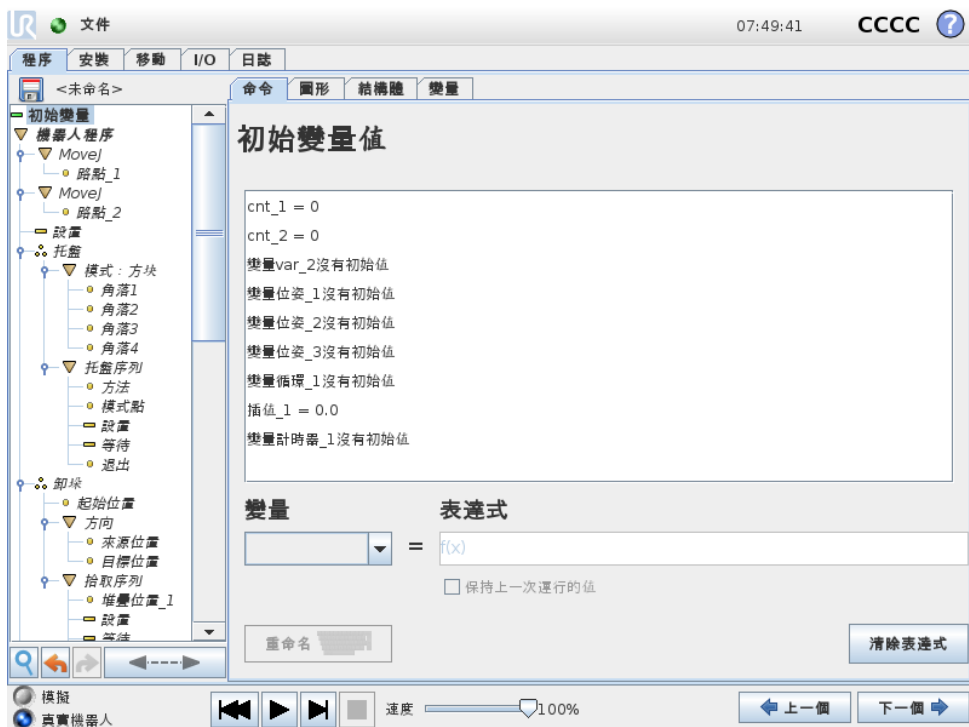 UR 文件 07:49:41 CCCC ?
程序 安裝 移動 I/O 日誌
<未命名> 命令 圖形 結構體 變量
初始變量
機器人程序
MoveJ
路點_1
MoveJ
路點_2
設置
托盤
模式：方块
角落1
角落2
角落3
角落4
托盤序列
方法
模式點
設置
等待
退出
卸垛
起始位置
方向
來源位置
目標位置
拾取序列
堆疊位置_1
設置
等待
初始變量值
cnt_1 = 0
cnt_2 = 0
變量var_2沒有初始值
變量位姿_1沒有初始值
變量位姿_2沒有初始值
變量位姿_3沒有初始值
變量循環_1沒有初始值
插值_1 = 0.0
變量計時器_1沒有初始值
變量 表達式
= f(x)
保持上一次運行的值
重命名 清除表達式
模擬
真實機器人
速度 100% 上一個 下一個